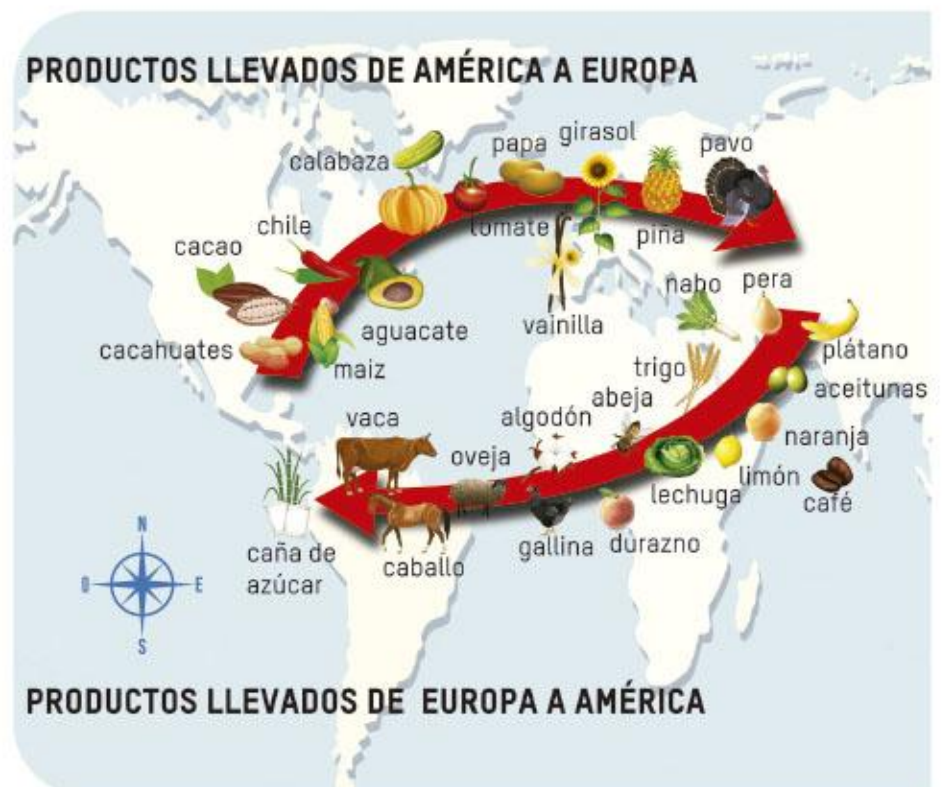 PRODUCTOS LLEVADOS DE AMÉRICA A EUROPA
calabaza
papa
girasol
pavo
chile
tomate
piña
cacao
vainilla
aguacate
cacahuates
maiz
nabo
pera
plátano
trigo
aceitunas
abeja
algodón
vaca
oveja
naranja
limón
lechuga
café
gallina
durazno
caballo
caña de
azúcar
N
O
E
S
PRODUCTOS LLEVADOS DE EUROPA A AMÉRICA